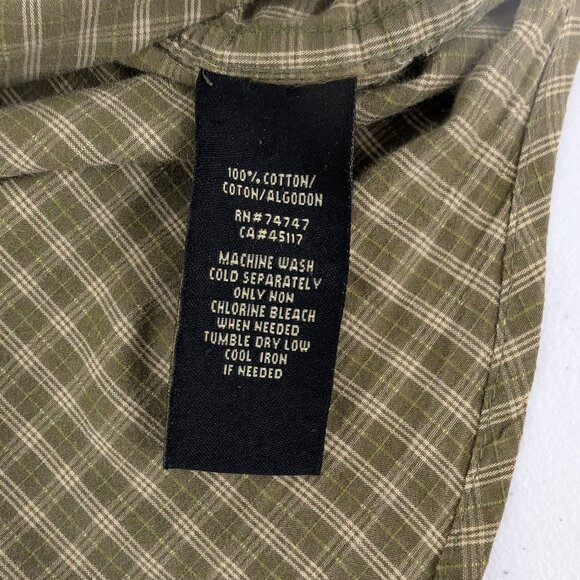 100% COTTON/
COTON/ALGODON
RN#74747
CA#45117
MACHINE WASH
COLD SEPARATELY
ONLY NON
CHLORINE BLEACH
WHEN NEEDED
TUMBLE DRY LOW
COOL IRON
IF NEEDED